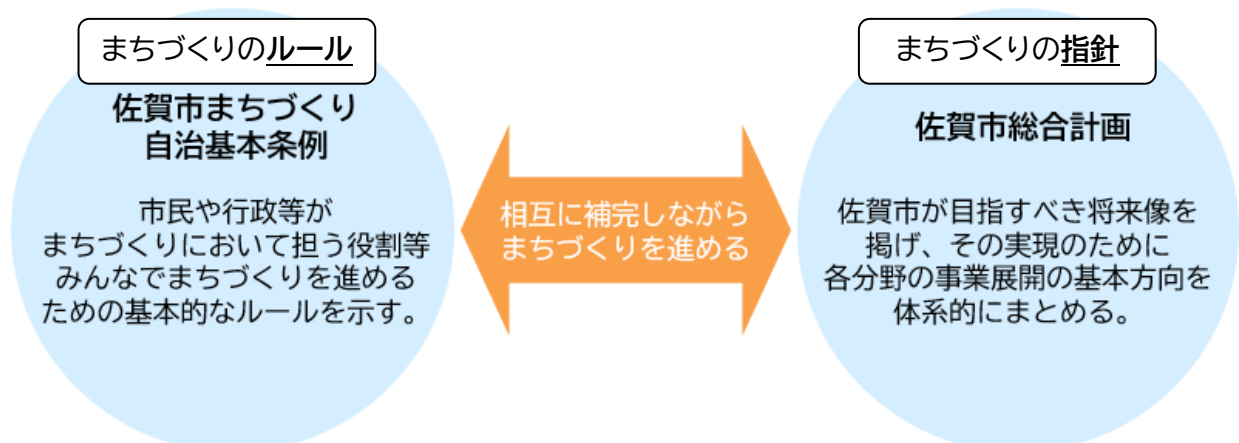 まちづくりのルール
佐賀市まちづくり
自治基本条例
市民や行政等が
まちづくりにおいて担う役割等
みんなでまちづくりを進める
ための基本的なルールを示す。
相互に補完しながら
まちづくりを進める
まちづくりの指針
佐賀市総合計画
佐賀市が目指すべき将来像を
掲げ、その実現のために
各分野の事業展開の基本方向を
体系的にまとめる。